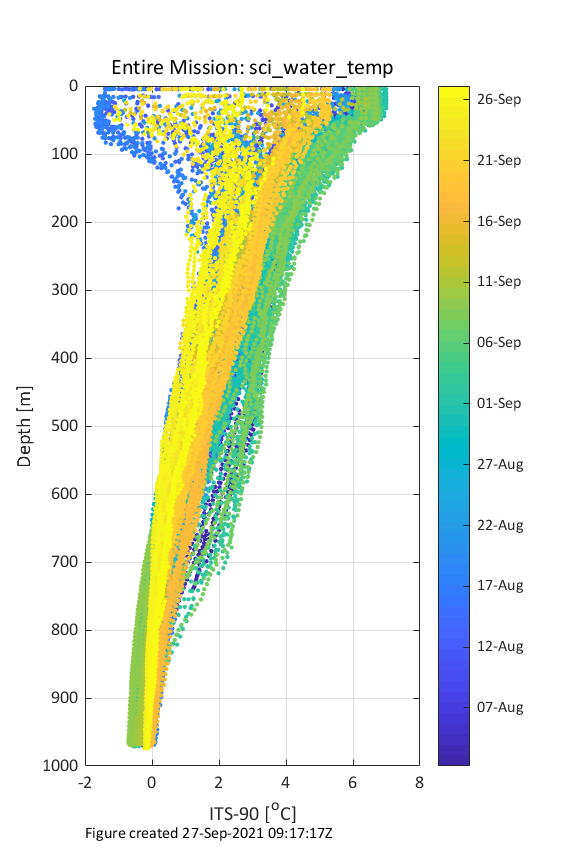 Entire Mission: sci_water_temp
0
100
200
300
400
500
600
700
800
900
1000
Depth [m]
-2 0 2 4 6 8
ITS-90 [°C]
26-Sep
21-Sep
16-Sep
11-Sep
06-Sep
01-Sep
27-Aug
22-Aug
17-Aug
12-Aug
07-Aug
Figure created 27-Sep-2021 09:17:17Z